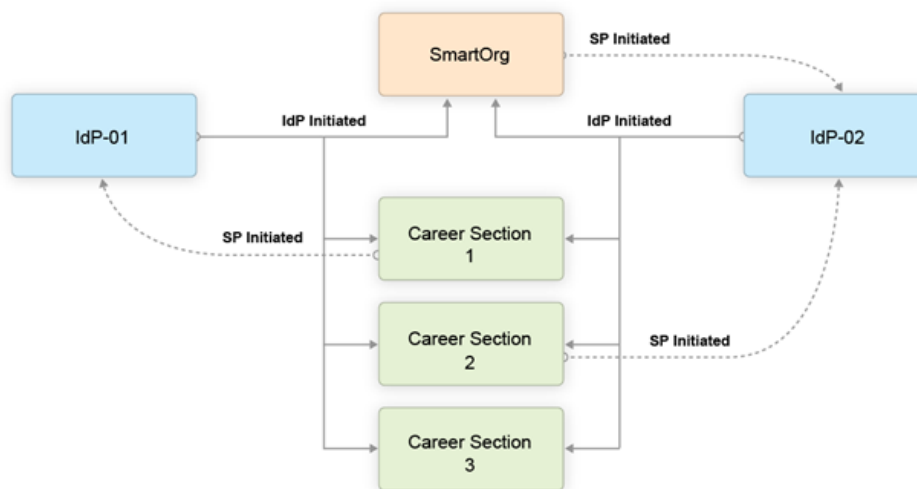 SmartOrg
SP Initiated
IdP-01
IdP Initiated
IdP Initiated
IdP-02
Career Section
1
SP Initiated
Career Section
2
SP Initiated
Career Section
3